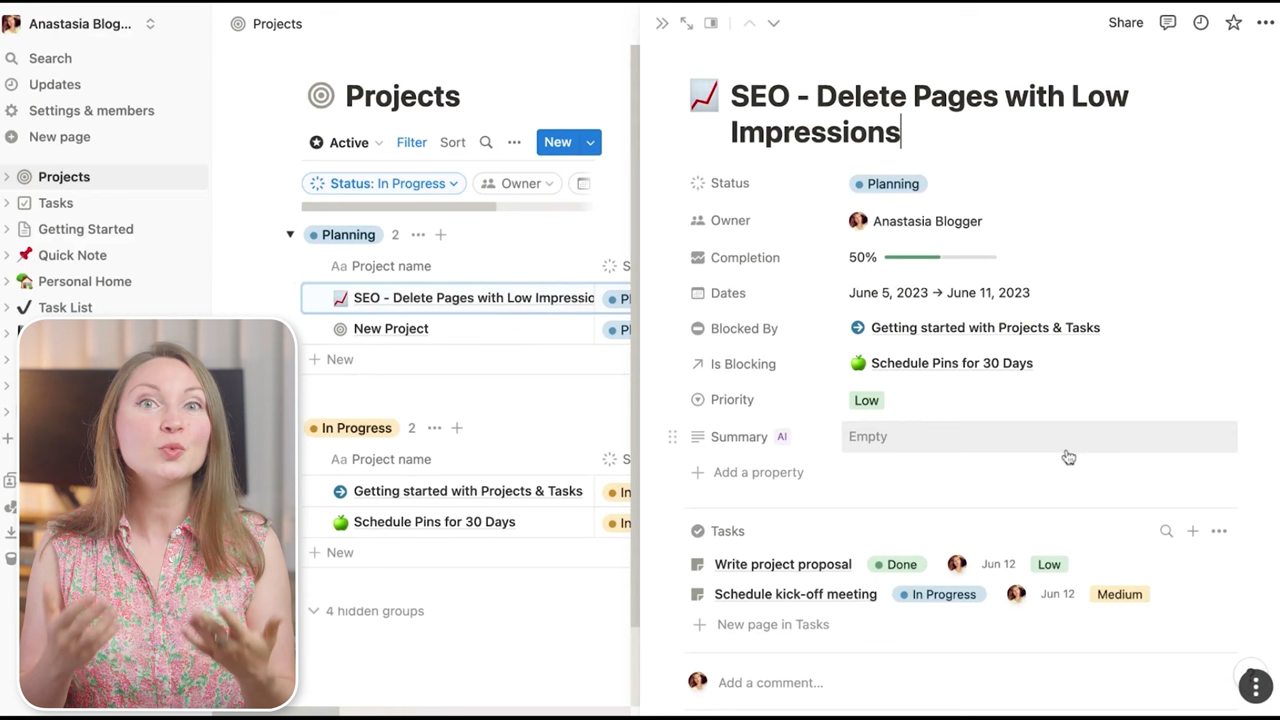 Anastasia Blog...
Search
Updates
Settings & members
New page
Projects
Tasks
Getting Started
Quick Note
Personal Home
Task List
Projects
Projects
Active Filter Sort ... New
Status: In Progress Owner
Planning 2 ... +
Aa Project name
SEO - Delete Pages with Low Impressio
New Project
+ New
In Progress 2 ... +
Aa Project name S
Getting started with Projects & Tasks In
Schedule Pins for 30 Days In
+ New
4 hidden groups
Share
SEO - Delete Pages with Low
Impressions
Status Planning
Owner Anastasia Blogger
Completion 50%
Dates June 5, 2023 → June 11, 2023
Blocked By Getting started with Projects & Tasks
Is Blocking Schedule Pins for 30 Days
Priority Low
Summary AI Empty
+ Add a property
Tasks
Write project proposal Done Jun 12 Low
Schedule kick-off meeting In Progress Jun 12 Medium
+ New page in Tasks
Add a comment...